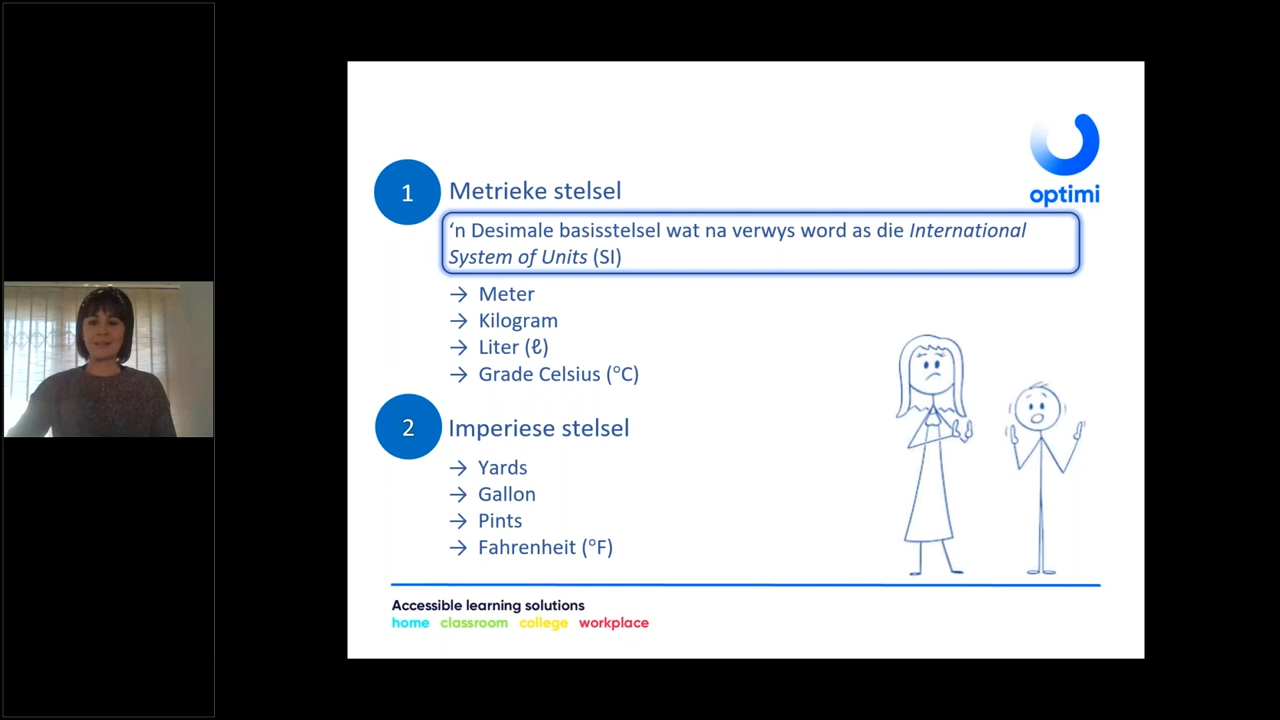 optimi
1
Metrieke stelsel
‘n Desimale basisstelsel wat na verwys word as die International
System of Units (SI)
→ Meter
→ Kilogram
→ Liter (ℓ)
→ Grade Celsius (°C)
2
Imperiese stelsel
→ Yards
→ Gallon
→ Pints
→ Fahrenheit (°F)
Accessible learning solutions
home classroom college workplace